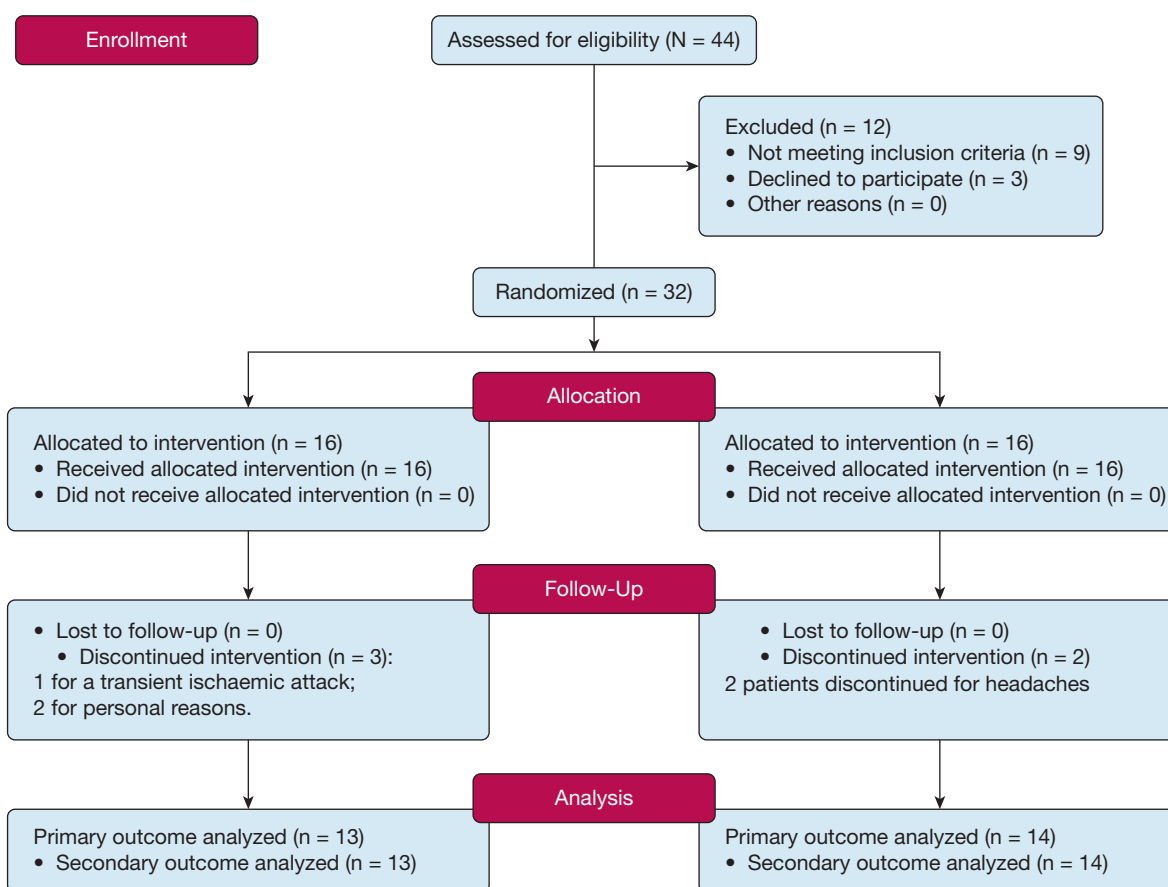 Enrollment
Assessed for eligibility (N = 44)
Excluded (n = 12)
• Not meeting inclusion criteria (n = 9)
• Declined to participate (n = 3)
• Other reasons (n = 0)
Randomized (n = 32)
Allocation
Allocated to intervention (n = 16)
• Received allocated intervention (n = 16)
• Did not receive allocated intervention (n = 0)
Allocated to intervention (n = 16)
• Received allocated intervention (n = 16)
• Did not receive allocated intervention (n = 0)
Follow-Up
• Lost to follow-up (n = 0)
• Discontinued intervention (n = 3):
1 for a transient ischaemic attack;
2 for personal reasons.
• Lost to follow-up (n = 0)
• Discontinued intervention (n = 2)
2 patients discontinued for headaches
Analysis
Primary outcome analyzed (n = 13)
• Secondary outcome analyzed (n = 13)
Primary outcome analyzed (n = 14)
• Secondary outcome analyzed (n = 14)